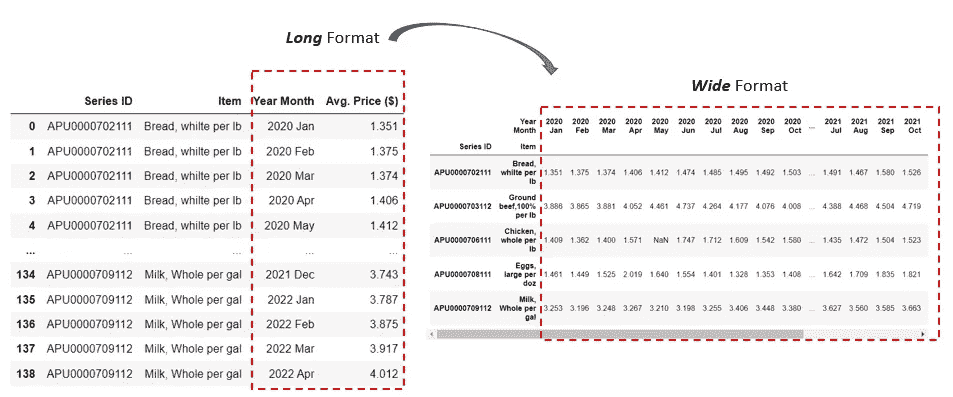 Long Format
Wide Format
Series ID Item Year Month Avg. Price ($)
0 APU0000702111 Bread, whilte per lb 2020 Jan 1.351
1 APU0000702111 Bread, whilte per lb 2020 Feb 1.375
2 APU0000702111 Bread, whilte per lb 2020 Mar 1.374
3 APU0000702111 Bread, whilte per lb 2020 Apr 1.406
4 APU0000702111 Bread, whilte per lb 2020 May 1.412
... ... ... ... ...
134 APU0000709112 Milk, Whole per gal 2021 Dec 3.743
135 APU0000709112 Milk, Whole per gal 2022 Jan 3.787
136 APU0000709112 Milk, Whole per gal 2022 Feb 3.875
137 APU0000709112 Milk, Whole per gal 2022 Mar 3.917
138 APU0000709112 Milk, Whole per gal 2022 Apr 4.012
Year 2020 2020 2020 2020 2020 2020 2020 2020 2020 2020 ... 2021 2021 2021 2021
Month Jan Feb Mar Apr May Jun Jul Aug Sep Oct Jul Aug Sep Oct
Series ID Item
Bread,
APU0000702111 whilte per 1.351 1.375 1.374 1.406 1.412 1.474 1.485 1.495 1.492 1.503 ... 1.491 1.467 1.580 1.526
lb
Ground
APU0000703112 beef,100% 3.886 3.865 3.881 4.052 4.461 4.737 4.264 4.177 4.076 4.008 ... 4.388 4.468 4.504 4.719
per lb
Chicken,
APU0000706111 whole per 1.409 1.362 1.400 1.571 NaN 1.747 1.712 1.609 1.542 1.580 ... 1.435 1.472 1.504 1.523
lb
Eggs,
APU0000708111 large per 1.461 1.449 1.525 2.019 1.640 1.554 1.401 1.328 1.353 1.408 ... 1.642 1.709 1.835 1.821
doz
Milk,
APU0000709112 Whole per 3.253 3.196 3.248 3.267 3.210 3.198 3.255 3.406 3.448 3.380 ... 3.627 3.560 3.585 3.663
gal